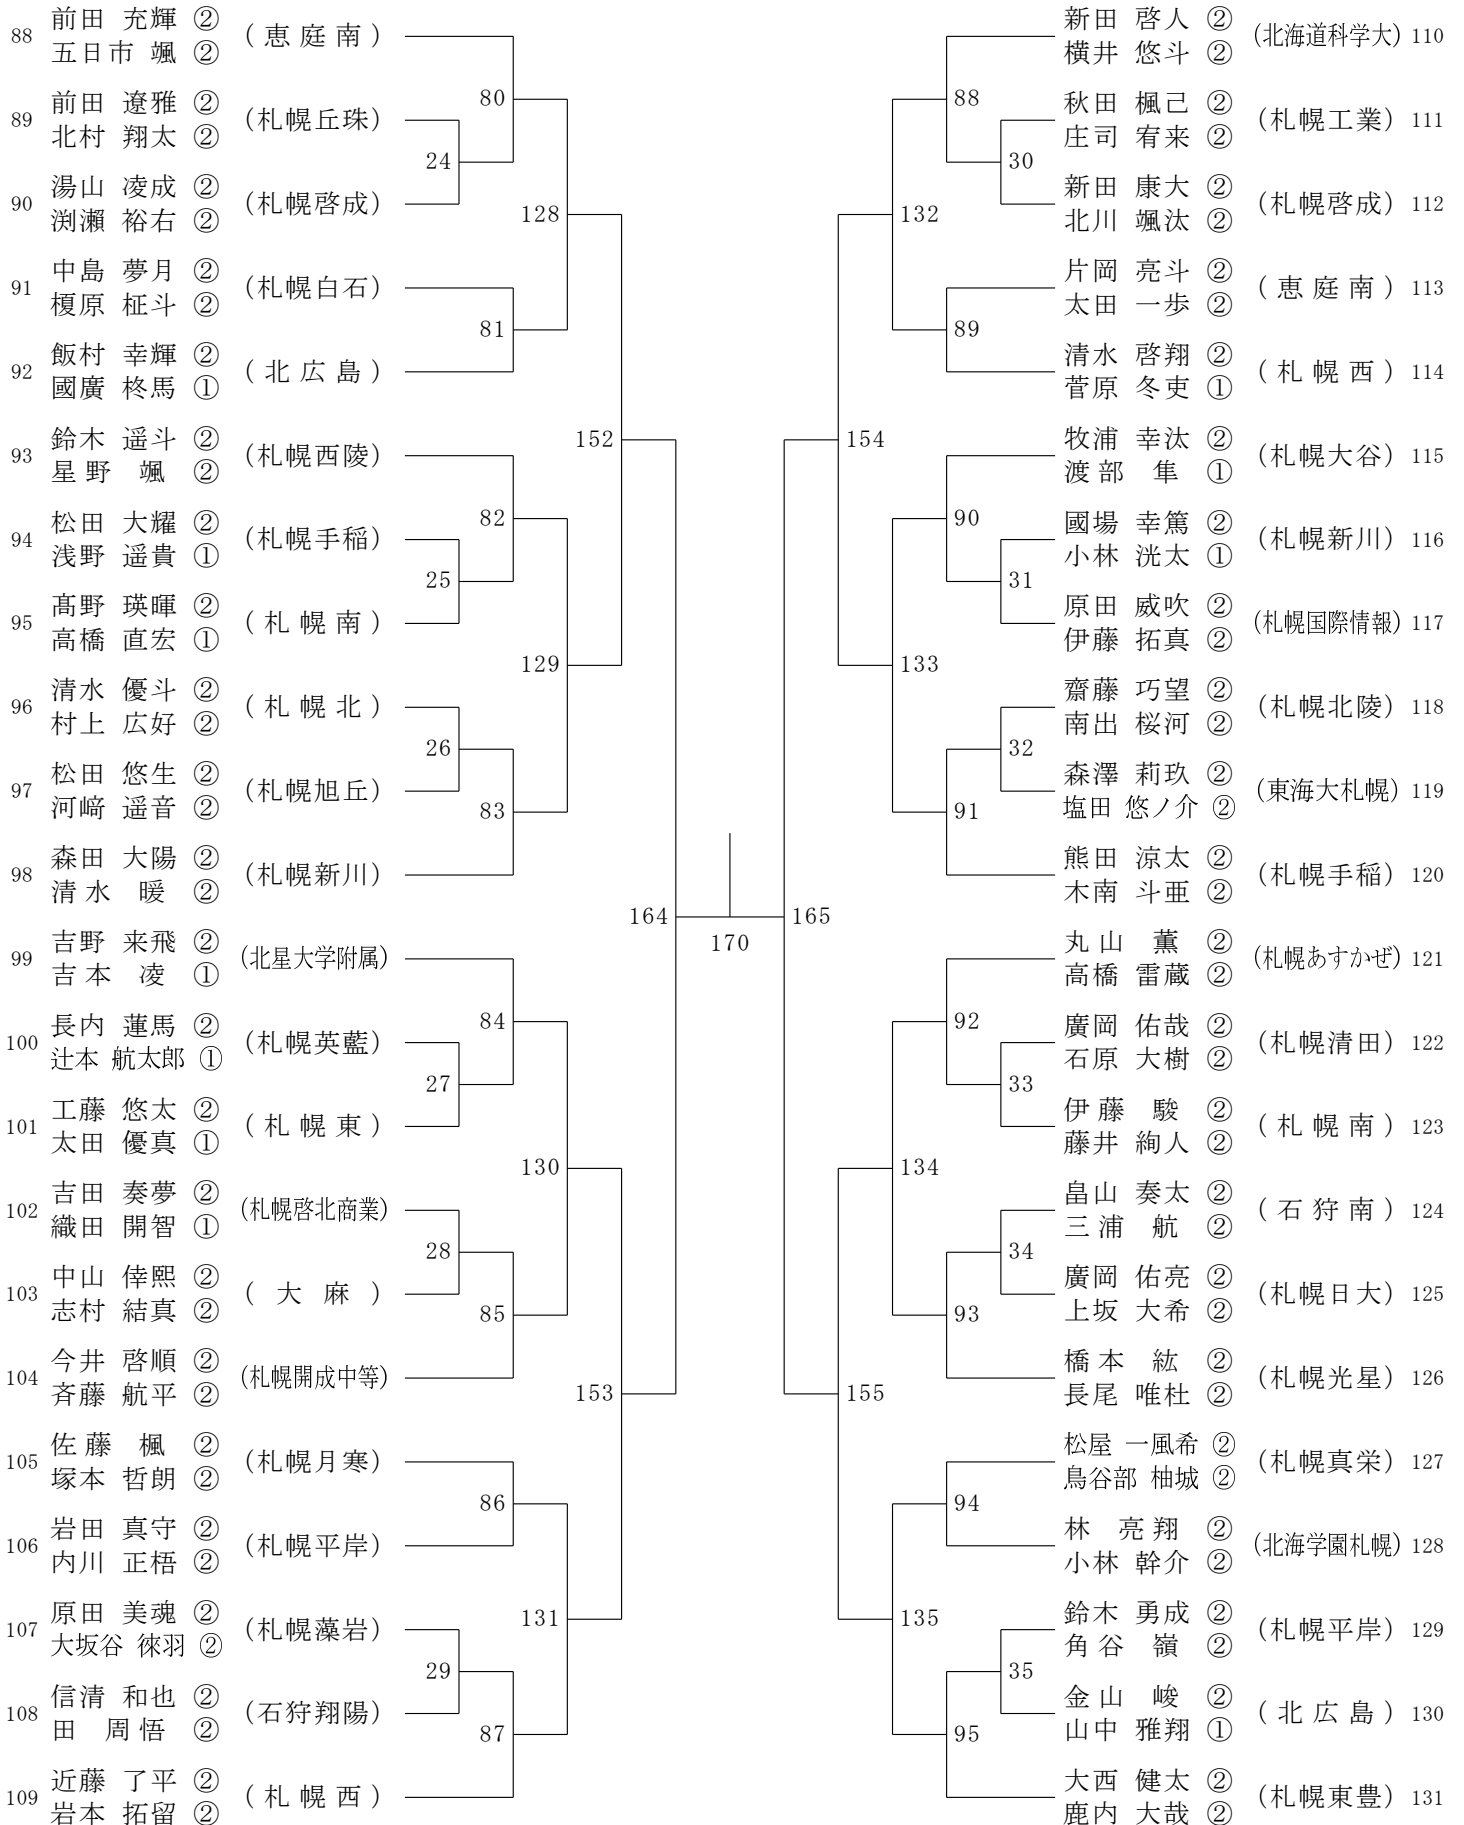 88 前田 充輝 ② (恵庭南)
五日市 颯 ②
89 前田 遼雅 ② (札幌丘珠)
北村 翔太 ②
90 湯山 凌成 ② (札幌啓成)
渕瀨 裕右 ②
91 中島 夢月 ② (札幌白石)
榎原 柾斗 ②
92 飯村 幸輝 ② (北広島)
國廣 柊馬 ①
93 鈴木 遥斗 ② (札幌西陵)
星野 颯 ②
94 松田 大耀 ② (札幌手稲)
浅野 遥貴 ①
95 髙野 瑛暉 ② (札幌南)
高橋 直宏 ①
96 清水 優斗 ② (札幌北)
村上 広好 ②
97 松田 悠生 ② (札幌旭丘)
河﨑 遥音 ②
98 森田 大陽 ② (札幌新川)
清水 暖 ②
99 吉野 来飛 ② (北星大学附属)
吉本 凌 ①
100 長内 蓮馬 ② (札幌英藍)
辻本 航太郎 ①
101 工藤 悠太 ② (札幌東)
太田 優真 ①
102 吉田 奏夢 ② (札幌啓北商業)
織田 開智 ①
103 中山 倖熙 ② (大麻)
志村 結真 ②
104 今井 啓順 ② (札幌開成中等)
斉藤 航平 ②
105 佐藤 楓 ② (札幌月寒)
塚本 哲朗 ②
106 岩田 真守 ② (札幌平岸)
内川 正梧 ②
107 原田 美魂 ② (札幌藻岩)
大坂谷 徠羽 ②
108 信清 和也 ② (石狩翔陽)
田 周悟 ②
109 近藤 了平 ② (札幌西)
岩本 拓留 ②
80
24
128
81
152
82
25
129
26
83
164
84
27
130
28
85
153
86
131
29
87
170
88
30
132
89
154
90
31
133
32
91
165
92
33
134
34
93
155
94
135
35
95
新田 啓人 ② (北海道科学大) 110
横井 悠斗 ②
秋田 楓己 ② (札幌工業) 111
庄司 宥来 ②
新田 康大 ② (札幌啓成) 112
北川 颯汰 ②
片岡 亮斗 ② (恵庭南) 113
太田 一歩 ②
清水 啓翔 ② (札幌西) 114
菅原 冬吏 ①
牧浦 幸汰 ② (札幌大谷) 115
渡部 隼 ①
國場 幸篤 ② (札幌新川) 116
小林 洸太 ①
原田 威吹 ② (札幌国際情報) 117
伊藤 拓真 ②
齋藤 巧望 ② (札幌北陵) 118
南出 桜河 ②
森澤 莉玖 ② (東海大札幌) 119
塩田 悠ノ介 ②
熊田 涼太 ② (札幌手稲) 120
木南 斗亜 ②
丸山 薫 ② (札幌あすかぜ) 121
高橋 雷蔵 ②
廣岡 佑哉 ② (札幌清田) 122
石原 大樹 ②
伊藤 駿 ② (札幌南) 123
藤井 絢人 ②
畠山 奏太 ② (石狩南) 124
三浦 航 ②
廣岡 佑亮 ② (札幌日大) 125
上坂 大希 ②
橋本 紘 ② (札幌光星) 126
長尾 唯杜 ②
松屋 一風希 ② (札幌真栄) 127
鳥谷部 柚城 ②
林 亮翔 ② (北海学園札幌) 128
小林 幹介 ②
鈴木 勇成 ② (札幌平岸) 129
角谷 嶺 ②
金山 峻 ② (北広島) 130
山中 雅翔 ①
大西 健太 ② (札幌東豊) 131
鹿内 大哉 ②